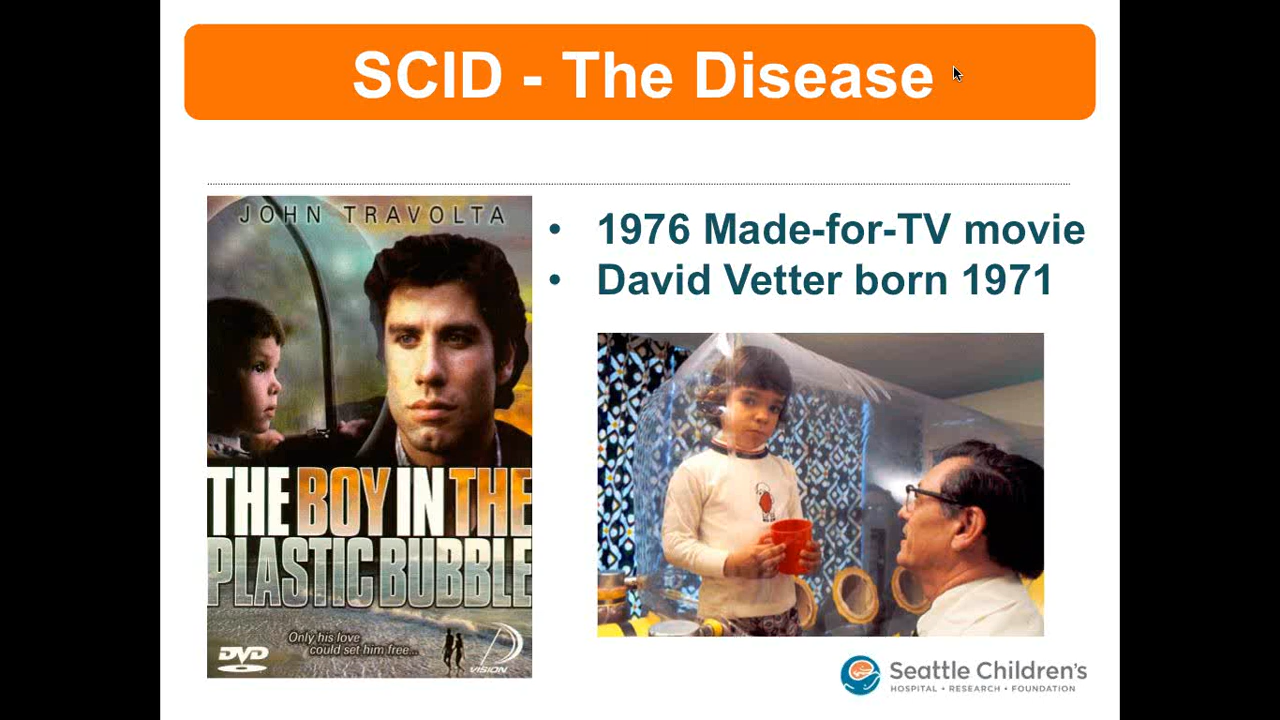 SCID - The Disease
JOHN TRAVOLTA
THE BOY IN THE
PLASTIC BUBBLE
Only his love
could set him free...
DVD
VISION
• 1976 Made-for-TV movie
• David Vetter born 1971
Seattle Children's
HOSPITAL • RESEARCH • FOUNDATION